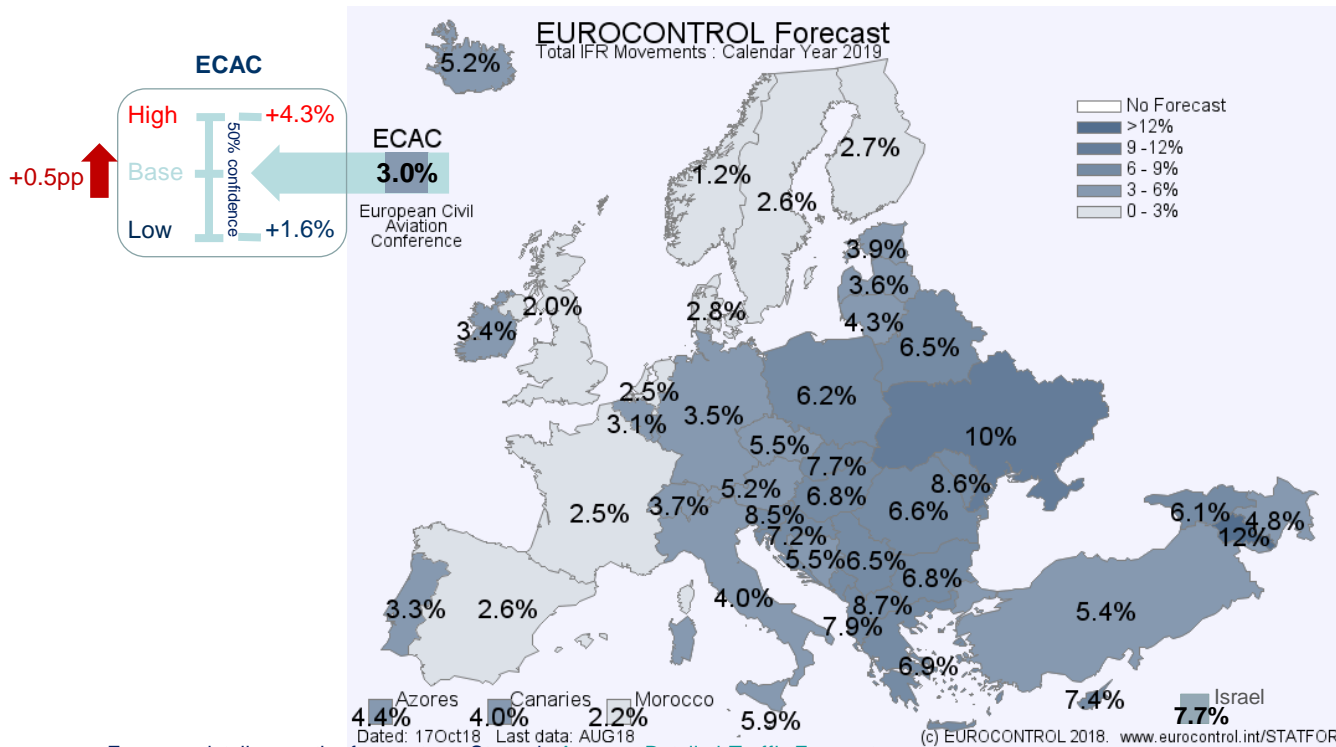 EUROCONTROL Forecast
Total IFR Movements : Calendar Year 2019
ECAC
High
+4.3%
50% confidence
+0.5pp
Base
Low
+1.6%
ECAC
3.0%
European Civil
Aviation
Conference
No Forecast
>12%
9 -12%
6 - 9%
3 - 6%
0 - 3%
5.2%
2.7%
1.2%
2.6%
3.9%
3.6%
4.3%
2.0%
2.8%
3.4%
6.5%
2.5%
3.1%
3.5%
6.2%
10%
5.5%
7.7%
8.6%
5.2%
6.8%
3.7%
2.5%
8.5%
6.6%
7.2%
6.1%
4.8%
12%
5.5%
6.5%
6.8%
4.0%
8.7%
7.9%
5.4%
3.3%
2.6%
6.9%
Azores
4.4%
Canaries
4.0%
Morocco
2.2%
5.9%
7.4%
Israel
7.7%
Dated: 17Oct18 Last data: AUG18
(c) EUROCONTROL 2018. www.eurocontrol.int/STATFOR